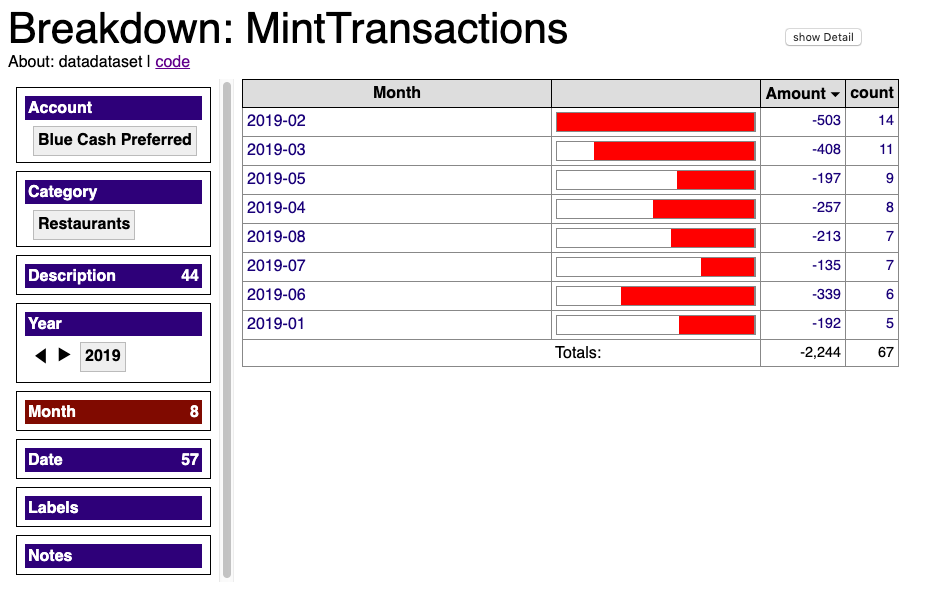 Breakdown: MintTransactions
show Detail
About: datadataset | code
Account
Blue Cash Preferred
Category
Restaurants
Description 44
Year
2019
Month 8
Date 57
Labels
Notes
Month Amount count
2019-02 -503 14
2019-03 -408 11
2019-05 -197 9
2019-04 -257 8
2019-08 -213 7
2019-07 -135 7
2019-06 -339 6
2019-01 -192 5
Totals: -2,244 67